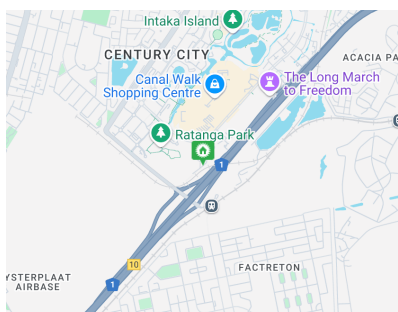 Intaka Island
CENTURY CITY
ACACIA PA
Canal Walk
Shopping Centre
The Long March
to Freedom
Ratanga Park
1
10
FACTRETON
YSTERPLAAT
AIRBASE
1